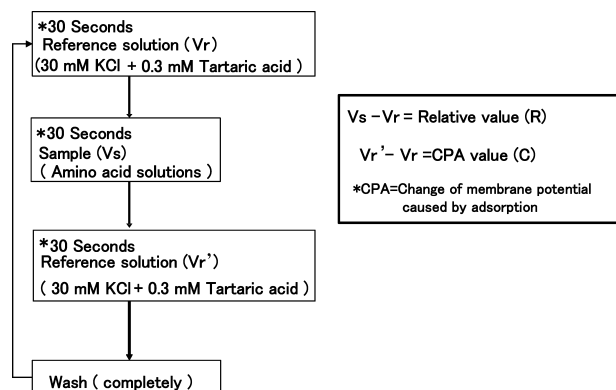 *30 Seconds
Reference solution (Vr)
(30 mM KCl + 0.3 mM Tartaric acid )
*30 Seconds
Sample (Vs)
( Amino acid solutions )
*30 Seconds
Reference solution (Vr’)
( 30 mM KCl + 0.3 mM Tartaric acid )
Wash ( completely )
Vs –Vr = Relative value (R)
Vr ’– Vr =CPA value (C)
*CPA=Change of membrane potential
caused by adsorption